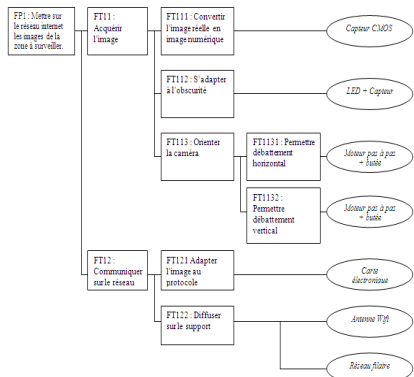 FP1 : Mettre sur
le réseau internet
les images de la
zone à surveiller.
FT11 :
Acquérir
l'image
FT111 : Convertir
l'image réelle en
image numérique
Capteur CMOS
FT112 : S'adapter
à l'obscurité
LED + Capteur
FT113 : Orienter
la caméra
FT1131 : Permettre
débattement
horizontal
Moteur pas à pas
+ butée
FT1132 :
Permettre
débattement
vertical
Moteur pas à pas
+ butée
FT12 :
Communiquer
sur le réseau
FT121 Adapter
l'image au
protocole
Carte
électronique
FT122 : Diffuser
sur le support
Antenne Wifi
Réseau filaire